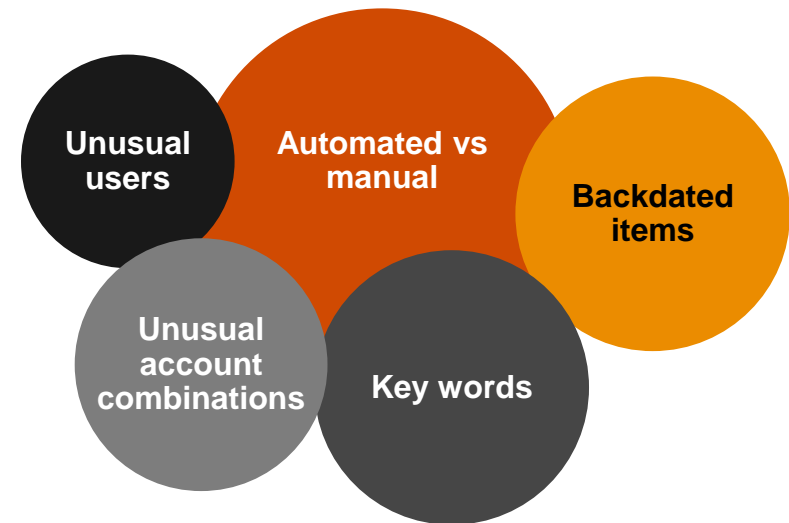 Unusual
users
Automated vs
manual
Backdated
items
Unusual
account
combinations
Key words